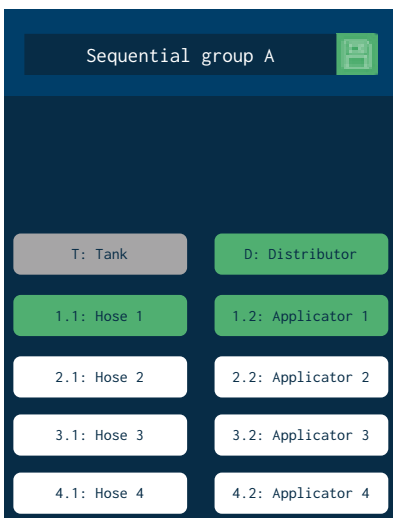 Sequential group A
T: Tank
D: Distributor
1.1: Hose 1
1.2: Applicator 1
2.1: Hose 2
2.2: Applicator 2
3.1: Hose 3
3.2: Applicator 3
4.1: Hose 4
4.2: Applicator 4